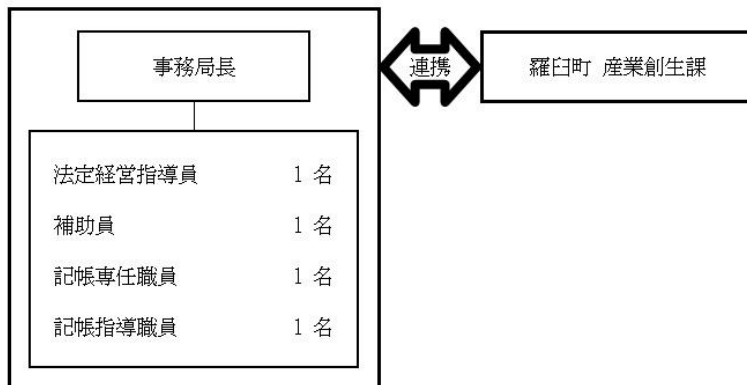 事務局長
連携
羅臼町 産業創生課
法定経営指導員 1 名
補助員 1 名
記帳専任職員 1 名
記帳指導職員 1 名